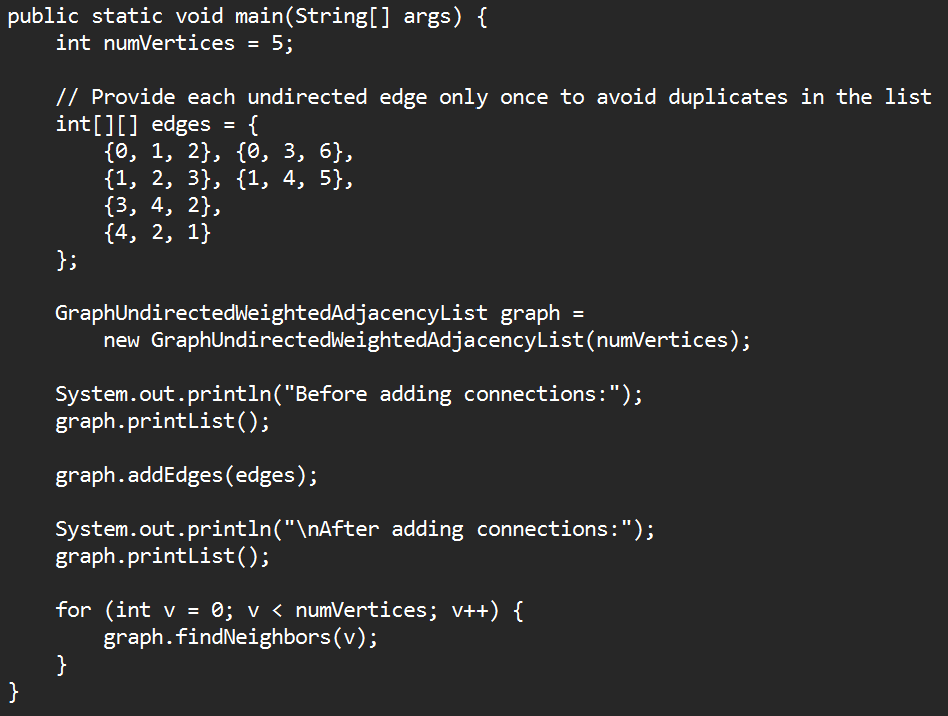 public static void main(String[] args) {
    int numVertices = 5;

    // Provide each undirected edge only once to avoid duplicates in the list
    int[][] edges = {
        {0, 1, 2}, {0, 3, 6},
        {1, 2, 3}, {1, 4, 5},
        {3, 4, 2},
        {4, 2, 1}
    };

    GraphUndirectedWeightedAdjacencyList graph =
        new GraphUndirectedWeightedAdjacencyList(numVertices);

    System.out.println("Before adding connections:");
    graph.printList();

    graph.addEdges(edges);

    System.out.println("\nAfter adding connections:");
    graph.printList();

    for (int v = 0; v < numVertices; v++) {
        graph.findNeighbors(v);
    }
}